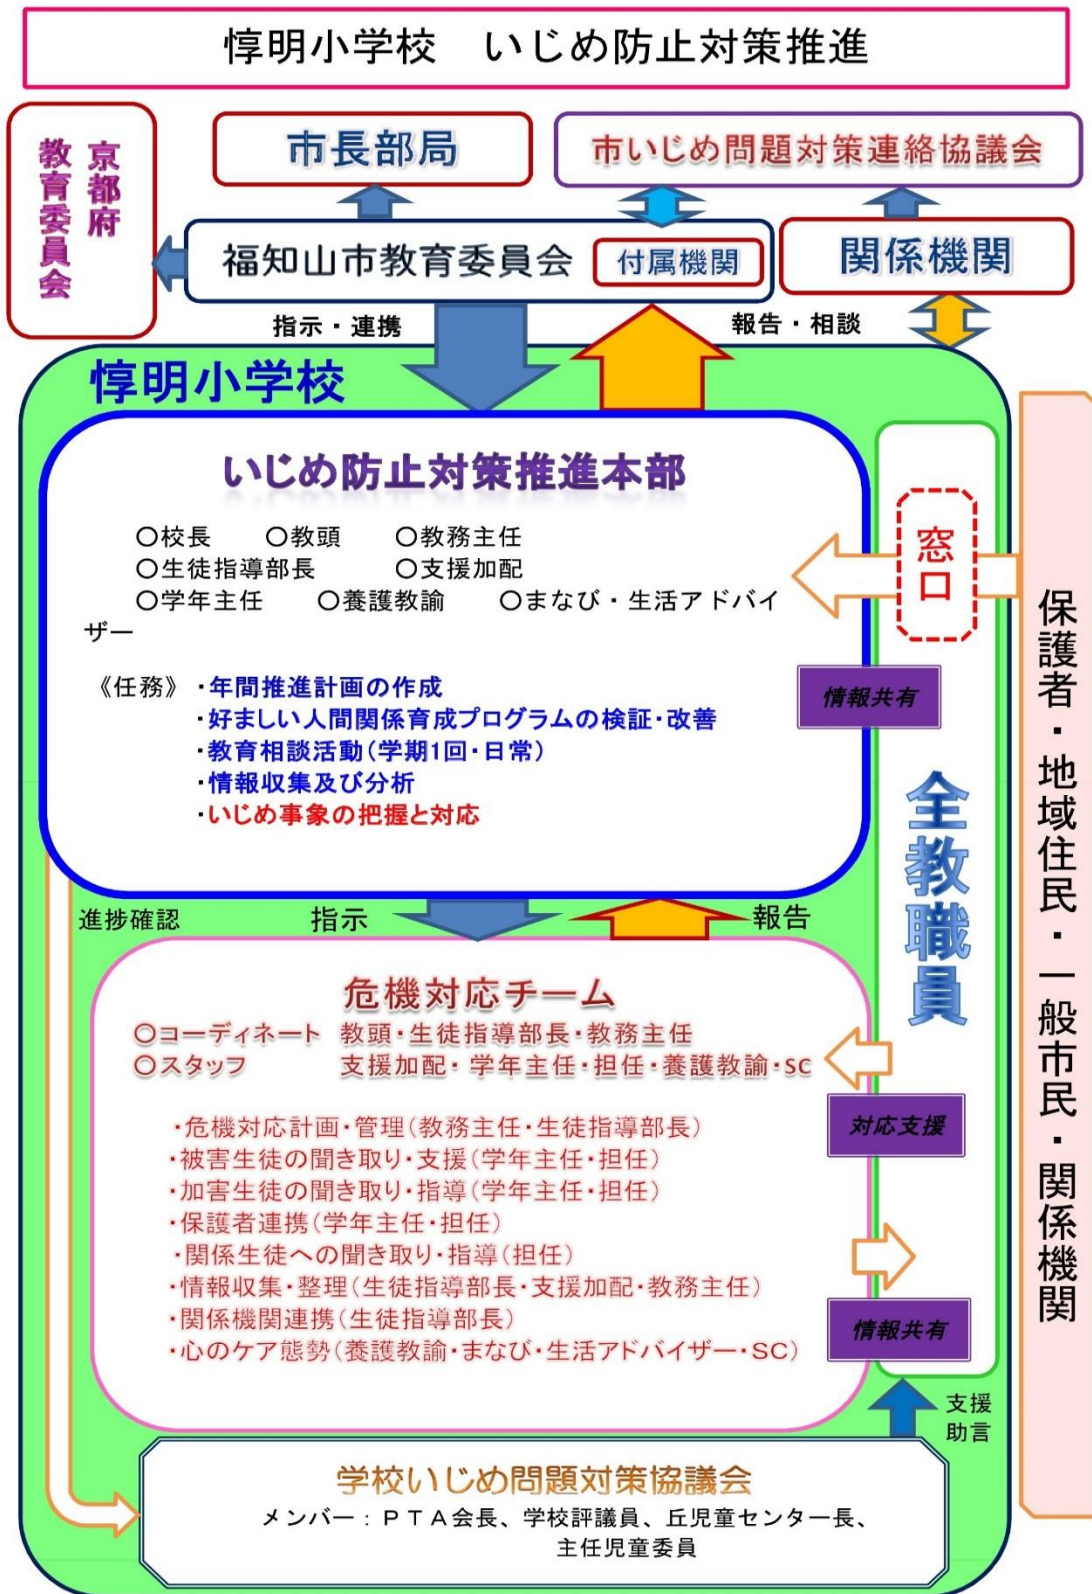 惇明小学校　いじめ防止対策推進
京都府
教育委員会
市長部局
市いじめ問題対策連絡協議会
福知山市教育委員会
付属機関
関係機関
指示・連携
報告・相談
惇明小学校
いじめ防止対策推進本部
○校長　○教頭　○教務主任
○生徒指導部長　○支援加配
○学年主任　○養護教諭　○まなび・生活アドバイ
ザー
《任務》・年間推進計画の作成
・好ましい人間関係育成プログラムの検証・改善
・教育相談活動(学期1回・日常)
・情報収集及び分析
・いじめ事象の把握と対応
窓口
情報共有
全教職員
保護者・地域住民・一般市民・関係機関
進捗確認
指示
報告
危機対応チーム
○コーディネート　教頭・生徒指導部長・教務主任
○スタッフ　支援加配・学年主任・担任・養護教諭・SC
・危機対応計画・管理(教務主任・生徒指導部長)
・被害生徒の聞き取り・支援(学年主任・担任)
・加害生徒の聞き取り・指導(学年主任・担任)
・保護者連携(学年主任・担任)
・関係生徒への聞き取り・指導(担任)
・情報収集・整理(生徒指導部長・支援加配・教務主任)
・関係機関連携(生徒指導部長)
・心のケア態勢(養護教諭・まなび・生活アドバイザー・SC)
対応支援
情報共有
支援
助言
学校いじめ問題対策協議会
メンバー：ＰＴＡ会長、学校評議員、丘児童センター長、
主任児童委員